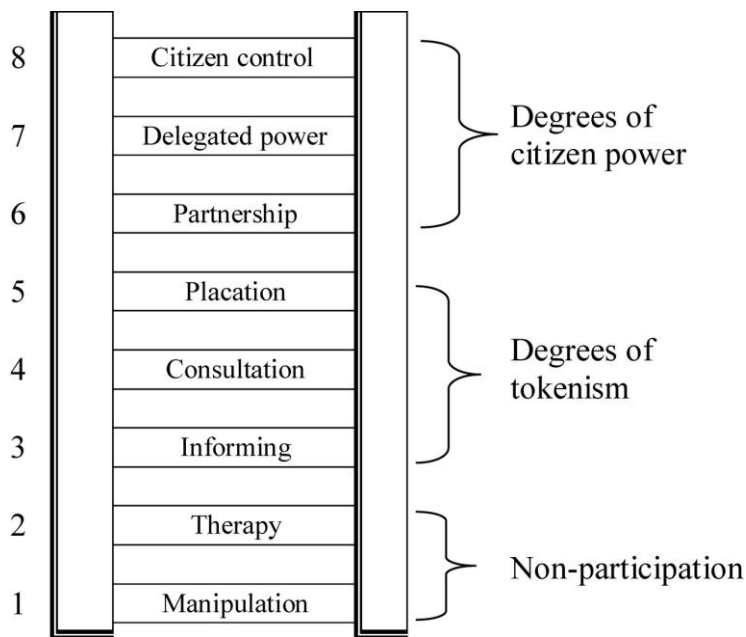 8 Citizen control
7 Delegated power
6 Partnership
Degrees of
citizen power
5 Placation
4 Consultation
3 Informing
Degrees of
tokenism
2 Therapy
1 Manipulation
Non-participation